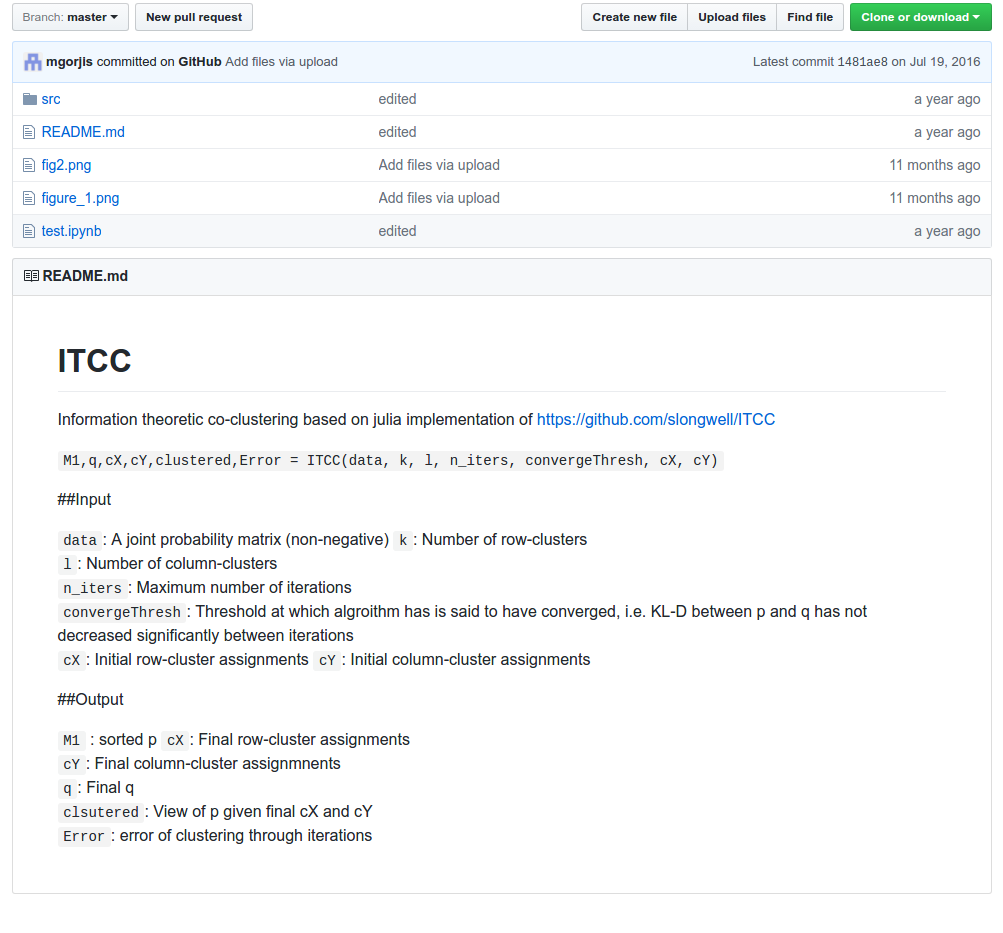 Branch: master New pull request Create new file Upload files Find file Clone or download
mgorjis committed on GitHub Add files via upload Latest commit 1481ae8 on Jul 19, 2016
src edited a year ago
README.md edited a year ago
fig2.png Add files via upload 11 months ago
figure_1.png Add files via upload 11 months ago
test.ipynb edited a year ago
README.md
ITCC
Information theoretic co-clustering based on julia implementation of https://github.com/slongwell/ITCC
M1,q,cX,cY,clustered,Error = ITCC(data, k, l, n_iters, convergeThresh, cX, cY)
##Input
data : A joint probability matrix (non-negative) k : Number of row-clusters
l : Number of column-clusters
n_iters : Maximum number of iterations
convergeThresh : Threshold at which algroithm has is said to have converged, i.e. KL-D between p and q has not
decreased significantly between iterations
cX : Initial row-cluster assignments cY : Initial column-cluster assignments
##Output
M1 : sorted p cX : Final row-cluster assignments
cY : Final column-cluster assignmnents
q : Final q
clsutered : View of p given final cX and cY
Error : error of clustering through iterations